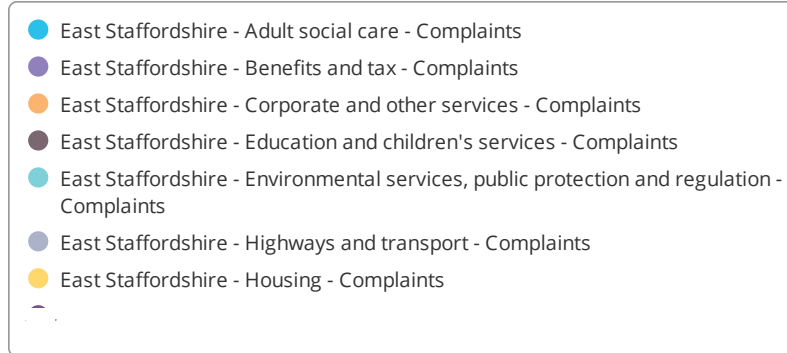 East Staffordshire - Adult social care - Complaints
East Staffordshire - Benefits and tax - Complaints
East Staffordshire - Corporate and other services - Complaints
East Staffordshire - Education and children's services - Complaints
East Staffordshire - Environmental services, public protection and regulation -
Complaints
East Staffordshire - Highways and transport - Complaints
East Staffordshire - Housing - Complaints